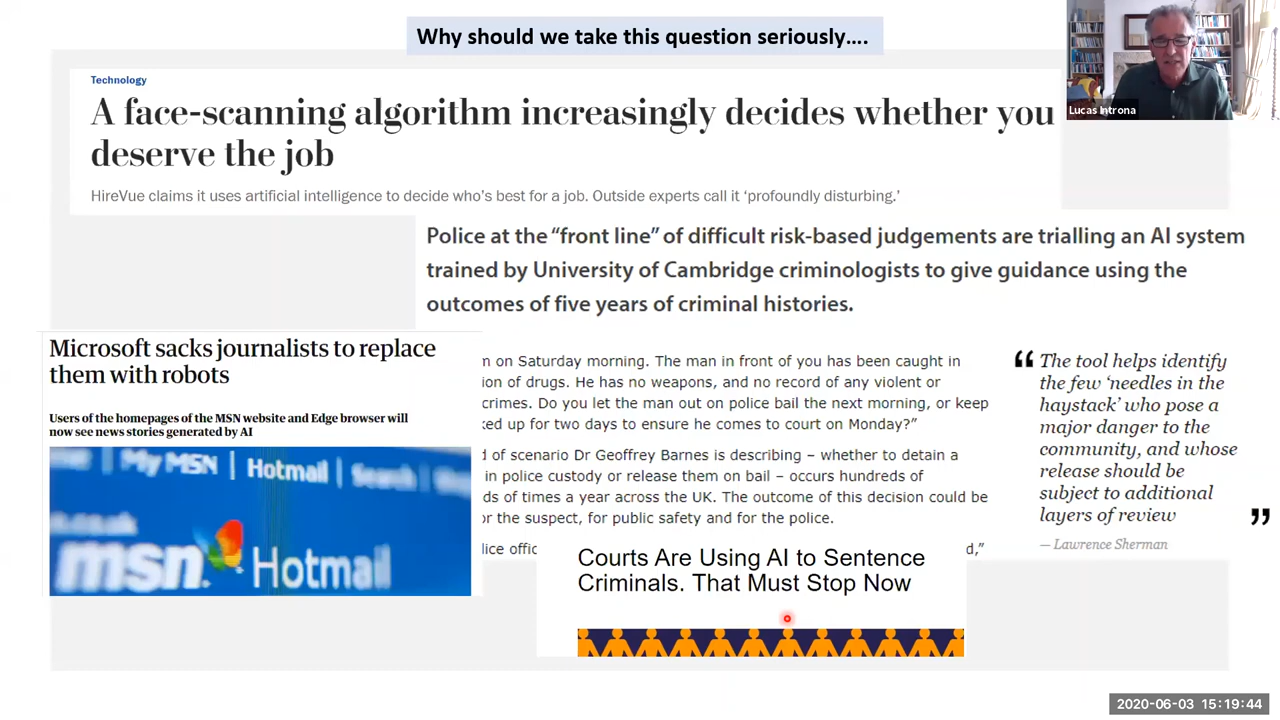 Why should we take this question seriously....
Lucas Introna
Technology
A face-scanning algorithm increasingly decides whether you
deserve the job
HireVue claims it uses artificial intelligence to decide who's best for a job. Outside experts call it 'profoundly disturbing.'
Police at the “front line” of difficult risk-based judgements are trialling an AI system
trained by University of Cambridge criminologists to give guidance using the
outcomes of five years of criminal histories.
Microsoft sacks journalists to replace
them with robots
Users of the homepages of the MSN website and Edge browser will
now see news stories generated by AI
My MSN | Hotmail | Search
msn Hotmail
on Saturday morning. The man in front of you has been caught in
ion of drugs. He has no weapons, and no record of any violent or
crimes. Do you let the man out on police bail the next morning, or keep
ked up for two days to ensure he comes to court on Monday?”
d of scenario Dr Geoffrey Barnes is describing – whether to detain a
in police custody or release them on bail – occurs hundreds of
ds of times a year across the UK. The outcome of this decision could be
or the suspect, for public safety and for the police.
lice offic
d,”
“ The tool helps identify
the few ‘needles in the
haystack’ who pose a
major danger to the
community, and whose
release should be
subject to additional
layers of review ”
— Lawrence Sherman
Courts Are Using AI to Sentence
Criminals. That Must Stop Now
2020-06-03 15:19:44